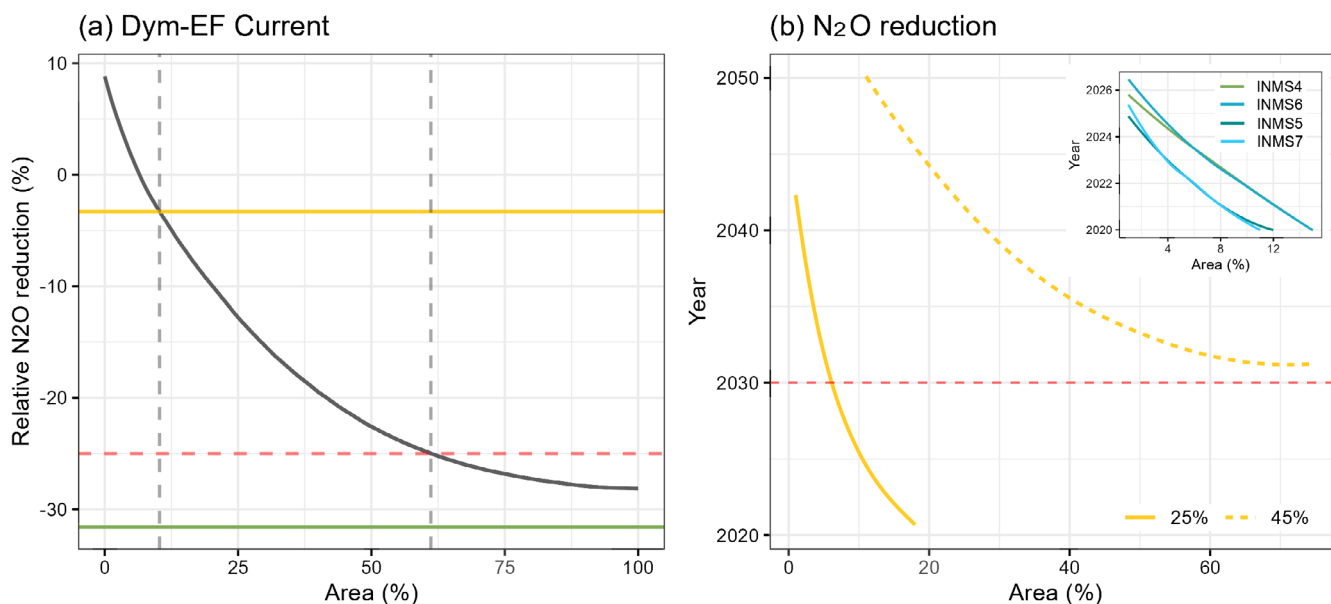 (a) Dym-EF Current
Relative N2O reduction (%)
10
0
-10
-20
-30
0 25 50 75 100
Area (%)
(b) N₂O reduction
Year
2050
2040
2030
2020
0 20 40 60
Area (%)
25% 45%
Year
2026
2024
2022
2020
4 8 12
Area (%)
INMS4
INMS6
INMS5
INMS7